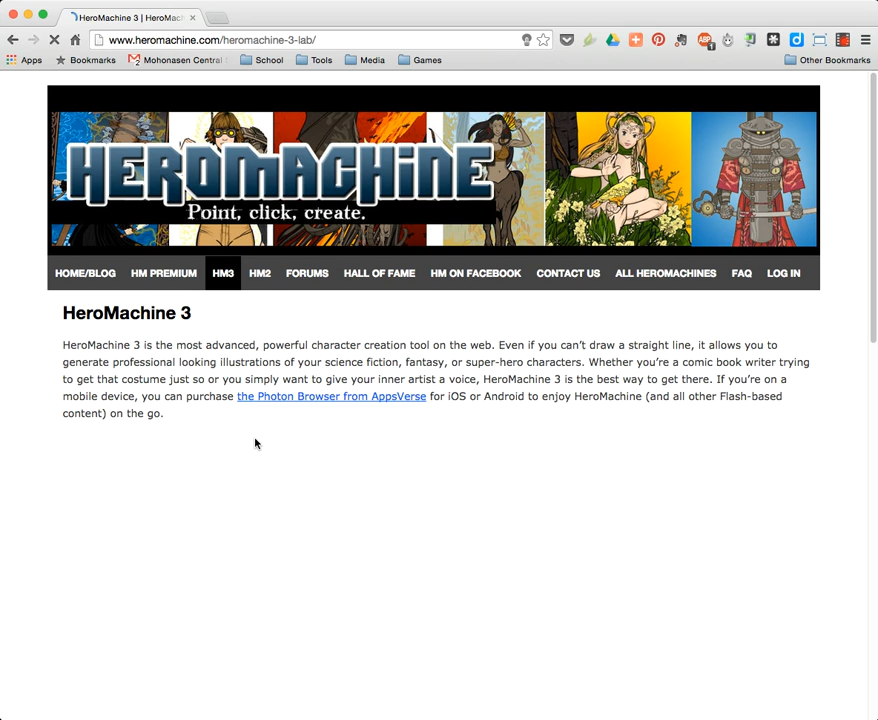 HeroMachine 3 | HeroMach
www.heromachine.com/heromachine-3-lab/
Apps Bookmarks Mohonasen Central School Tools Media Games Other Bookmarks
HEROMACHINE
Point, click, create.
HOME/BLOG HM PREMIUM HM3 HM2 FORUMS HALL OF FAME HM ON FACEBOOK CONTACT US ALL HEROMACHINES FAQ LOG IN
HeroMachine 3
HeroMachine 3 is the most advanced, powerful character creation tool on the web. Even if you can't draw a straight line, it allows you to
generate professional looking illustrations of your science fiction, fantasy, or super-hero characters. Whether you're a comic book writer trying
to get that costume just so or you simply want to give your inner artist a voice, HeroMachine 3 is the best way to get there. If you're on a
mobile device, you can purchase the Photon Browser from AppsVerse for iOS or Android to enjoy HeroMachine (and all other Flash-based
content) on the go.